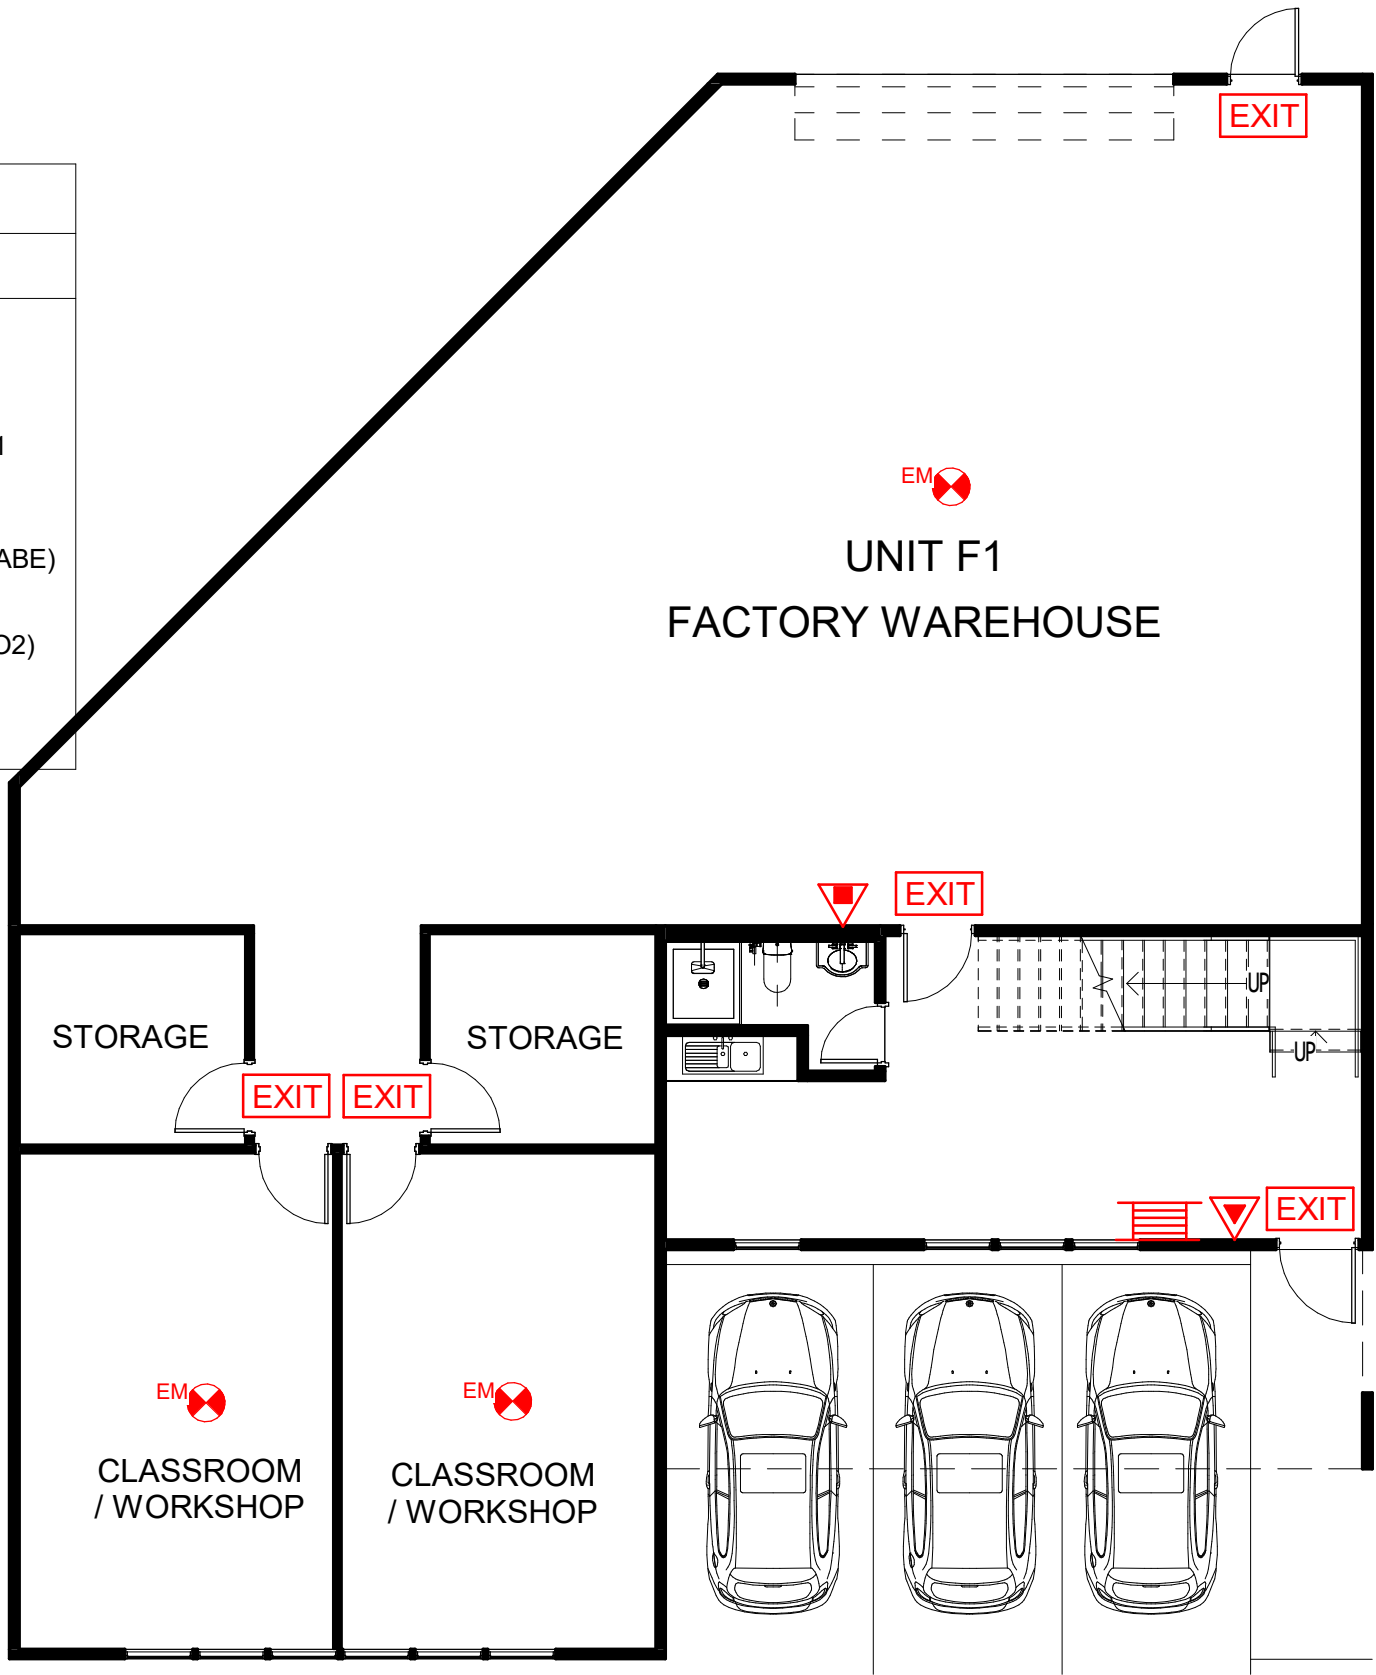 EXIT
ABE)
O2)
EM
UNIT F1
FACTORY WAREHOUSE
EXIT
UP
STORAGE
STORAGE
UP
EXIT
EXIT
EXIT
EM
EM
CLASSROOM
/ WORKSHOP
CLASSROOM
/ WORKSHOP